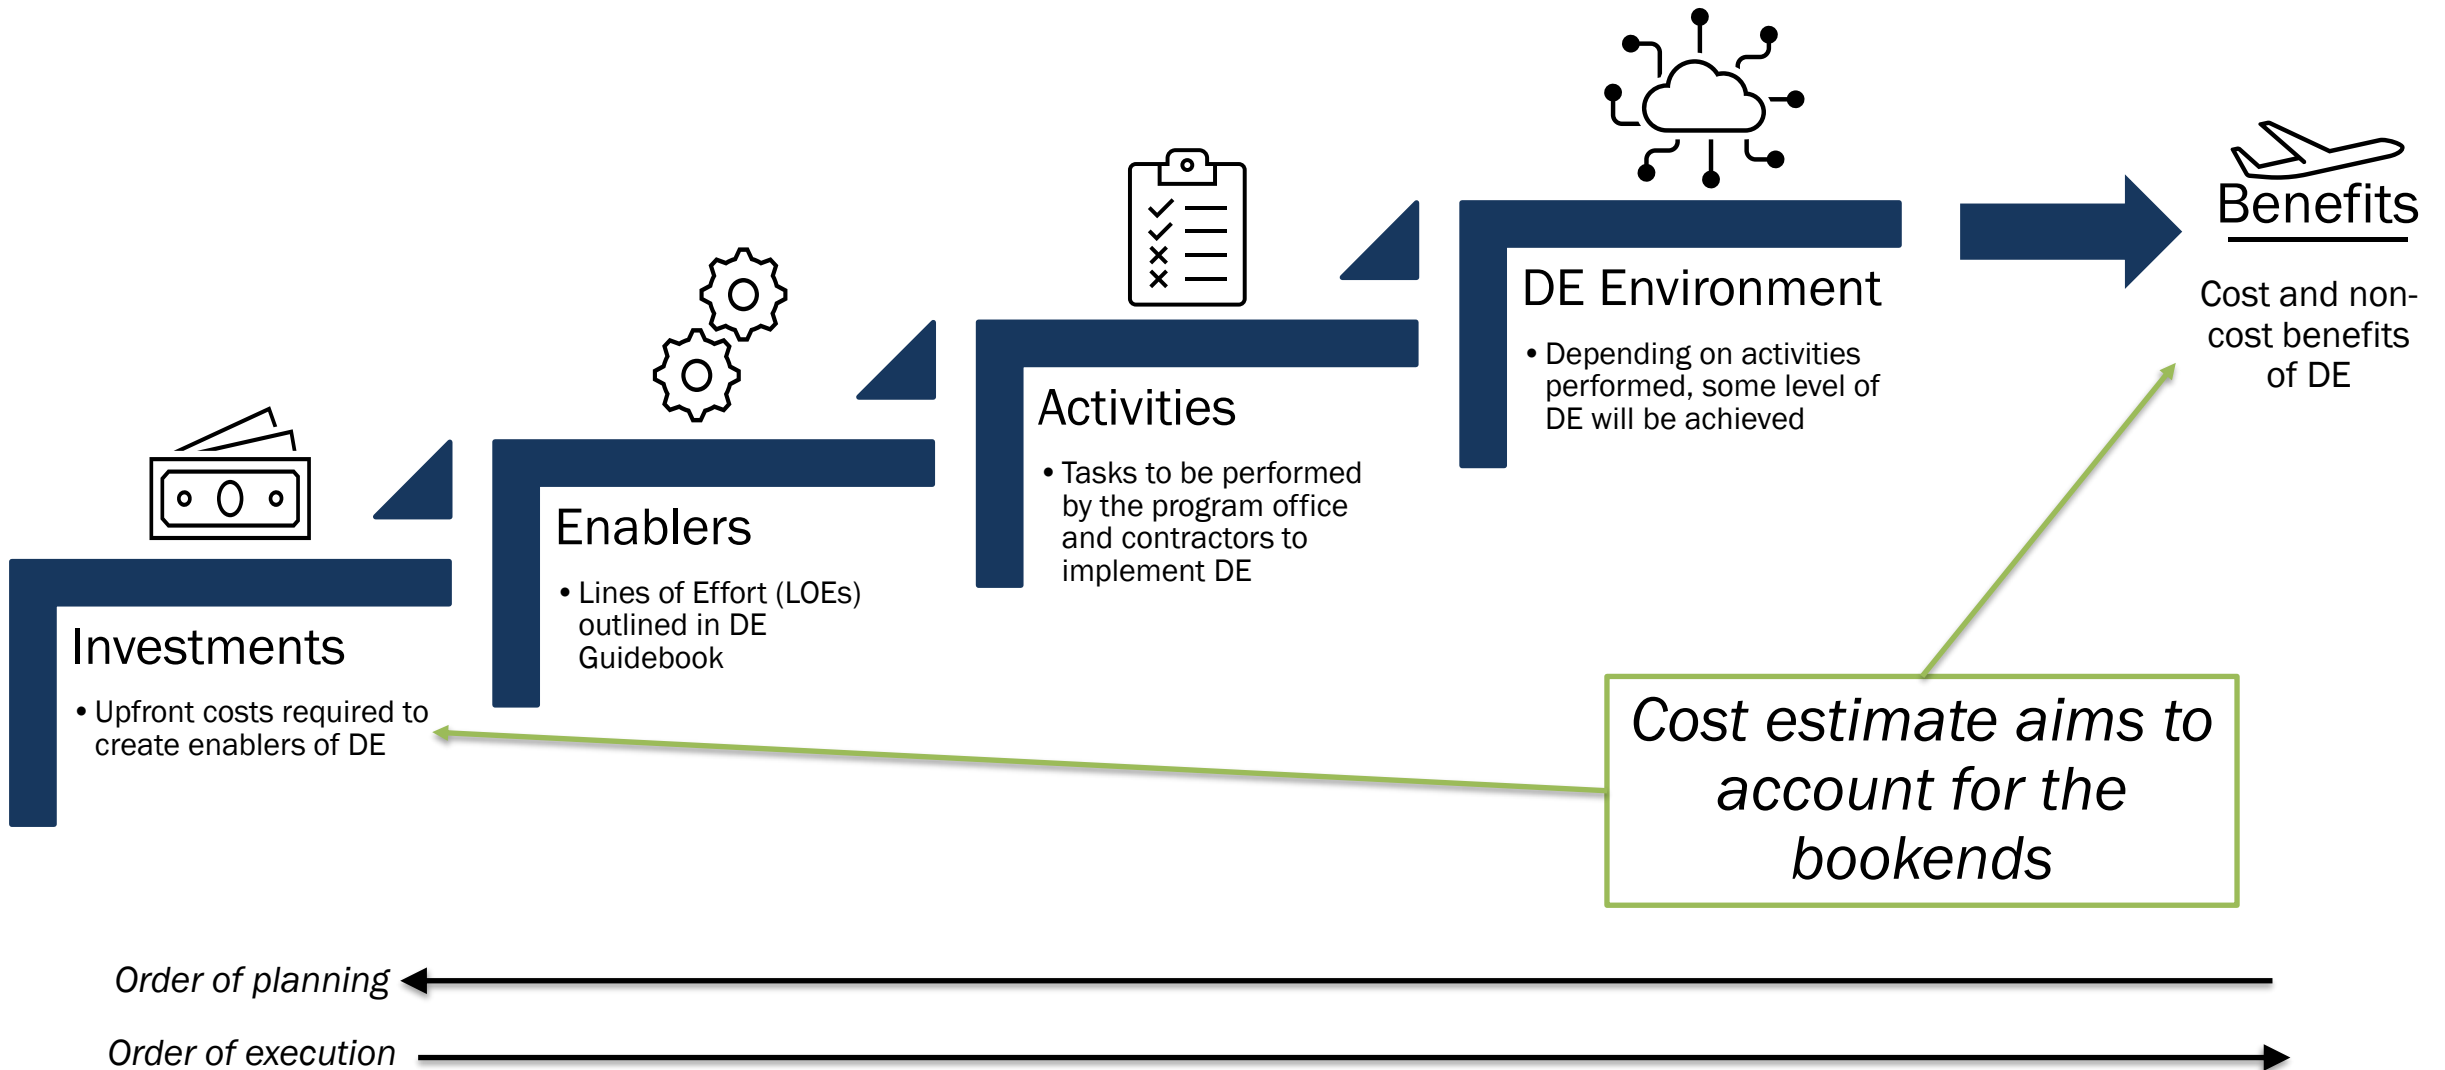 Investments
• Upfront costs required to
create enablers of DE
Enablers
• Lines of Effort (LOEs)
outlined in DE
Guidebook
Activities
• Tasks to be performed
by the program office
and contractors to
implement DE
DE Environment
• Depending on activities
performed, some level of
DE will be achieved
Benefits
Cost and non-
cost benefits
of DE
Cost estimate aims to
account for the
bookends
Order of planning
Order of execution